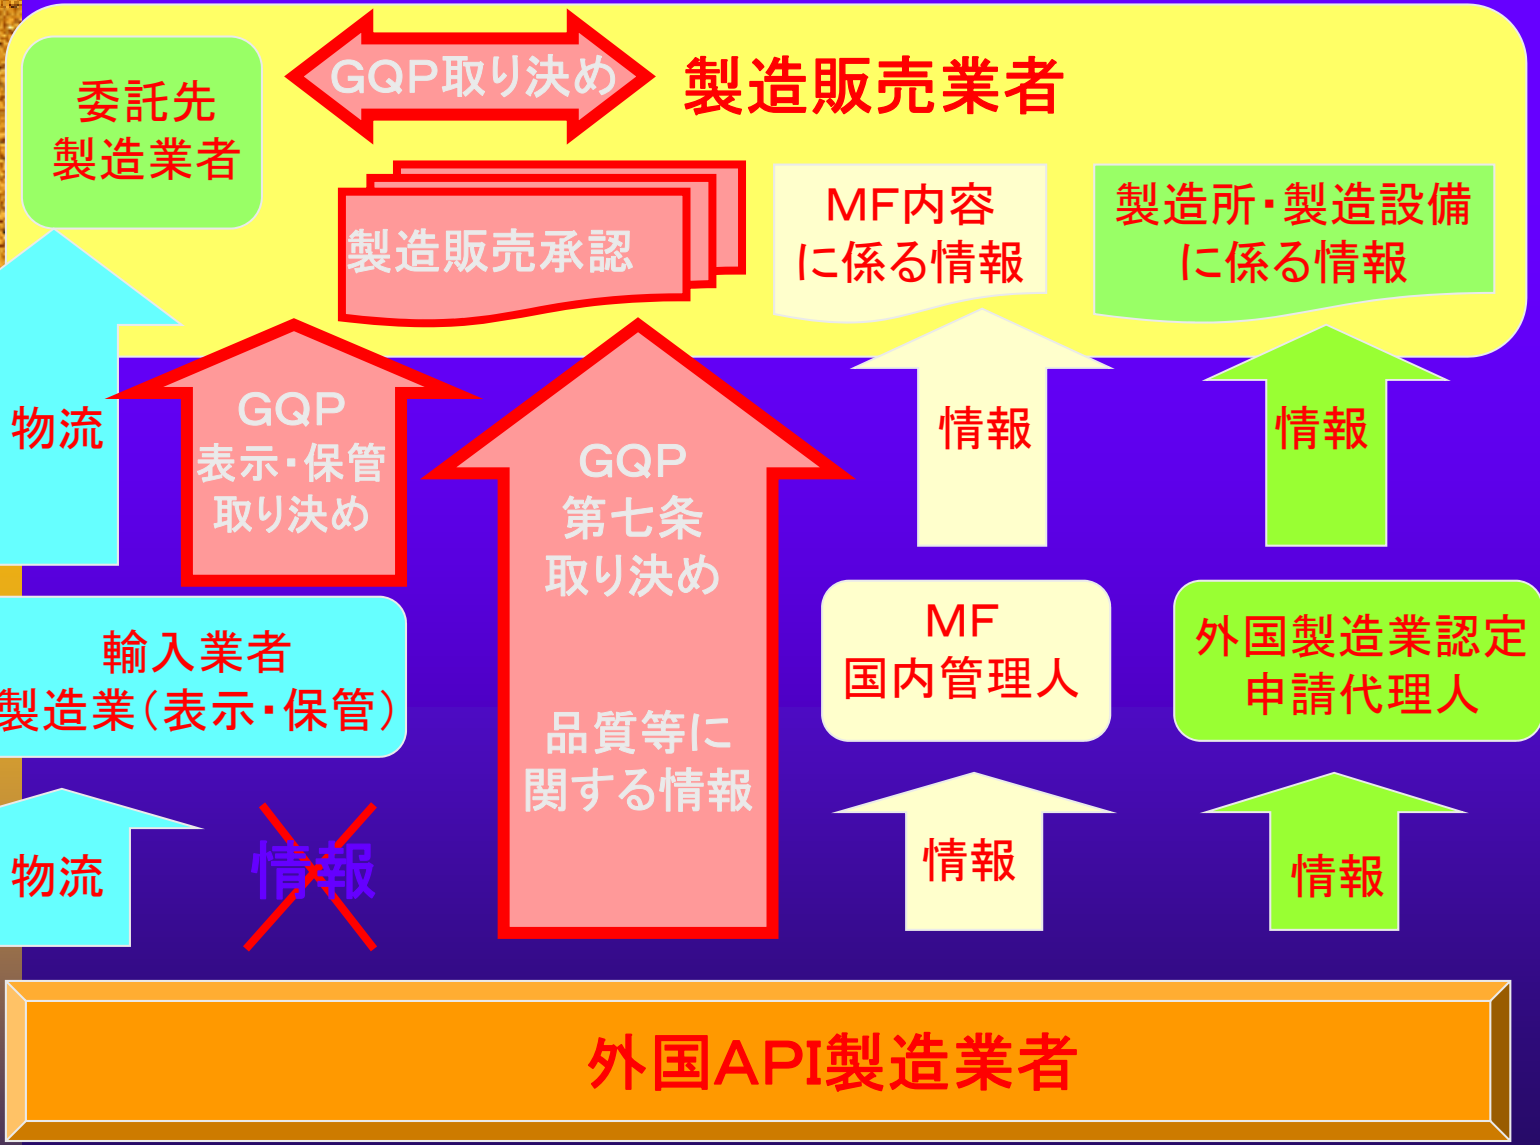 委託先
製造業者
GQP取り決め
製造販売業者
製造販売承認
MF内容
に係る情報
製造所・製造設備
に係る情報
物流
GQP
表示・保管
取り決め
GQP
第七条
取り決め
品質等に
関する情報
情報
情報
輸入業者
製造業(表示・保管)
MF
国内管理人
外国製造業認定
申請代理人
物流
情報
情報
情報
外国API製造業者